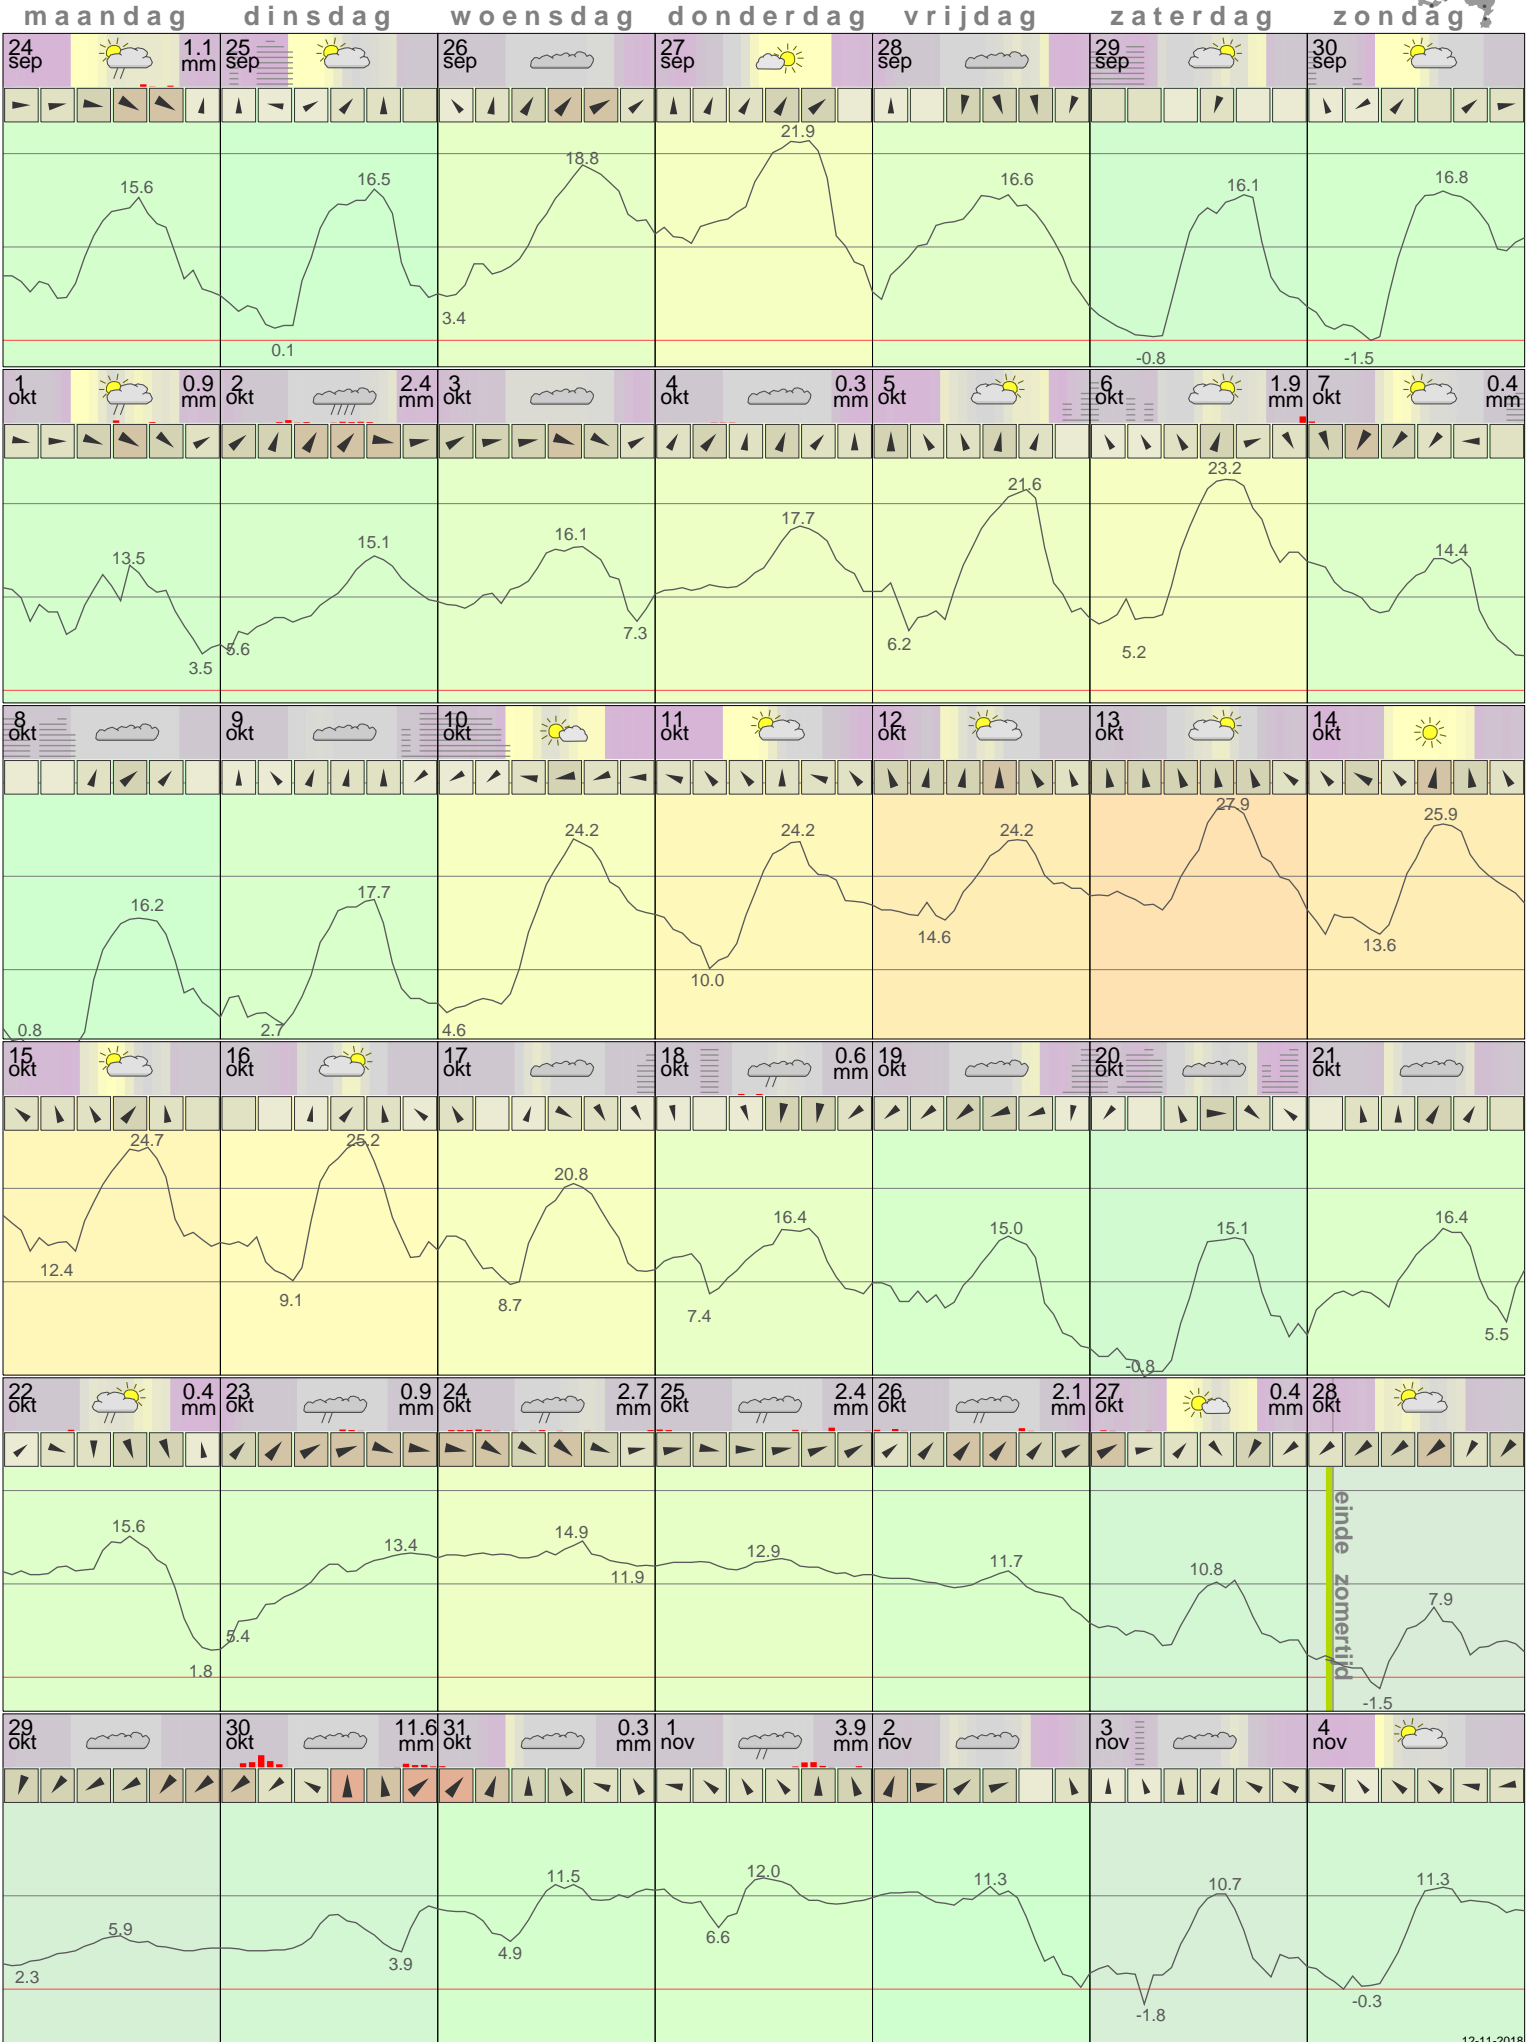 maandag dinsdag woensdag donderdag vrijdag zaterdag zondag
24 sep 1.1 mm 25 sep 26 sep 27 sep 28 sep 29 sep 30 sep
15.6 0.1 16.5 3.4 18.8 21.9 16.6 -0.8 16.1 -1.5 16.8
1 okt 0.9 mm 2 okt 2.4 mm 3 okt 4 okt 0.3 mm 5 okt 6 okt 1.9 mm 7 okt 0.4 mm
13.5 3.5 5.6 15.1 16.1 7.3 17.7 6.2 21.6 5.2 23.2 14.4
8 okt 9 okt 10 okt 11 okt 12 okt 13 okt 14 okt
0.8 16.2 2.7 17.7 4.6 24.2 10.0 24.2 14.6 24.2 27.9 13.6 25.9
15 okt 16 okt 17 okt 18 okt 0.6 mm 19 okt 20 okt 21 okt
12.4 24.7 9.1 25.2 8.7 20.8 7.4 16.4 15.0 -0.8 15.1 16.4 5.5
22 okt 0.4 mm 23 okt 0.9 mm 24 okt 2.7 mm 25 okt 2.4 mm 26 okt 2.1 mm 27 okt 0.4 mm 28 okt
15.6 1.8 5.4 13.4 14.9 11.9 12.9 11.7 10.8 -1.5 7.9
einde zomertijd
29 okt 30 okt 11.6 31 okt 0.3 mm 1 nov 3.9 mm 2 nov 3 nov 4 nov
2.3 5.9 3.9 4.9 11.5 6.6 12.0 11.3 -1.8 10.7 -0.3 11.3
12-11-2018